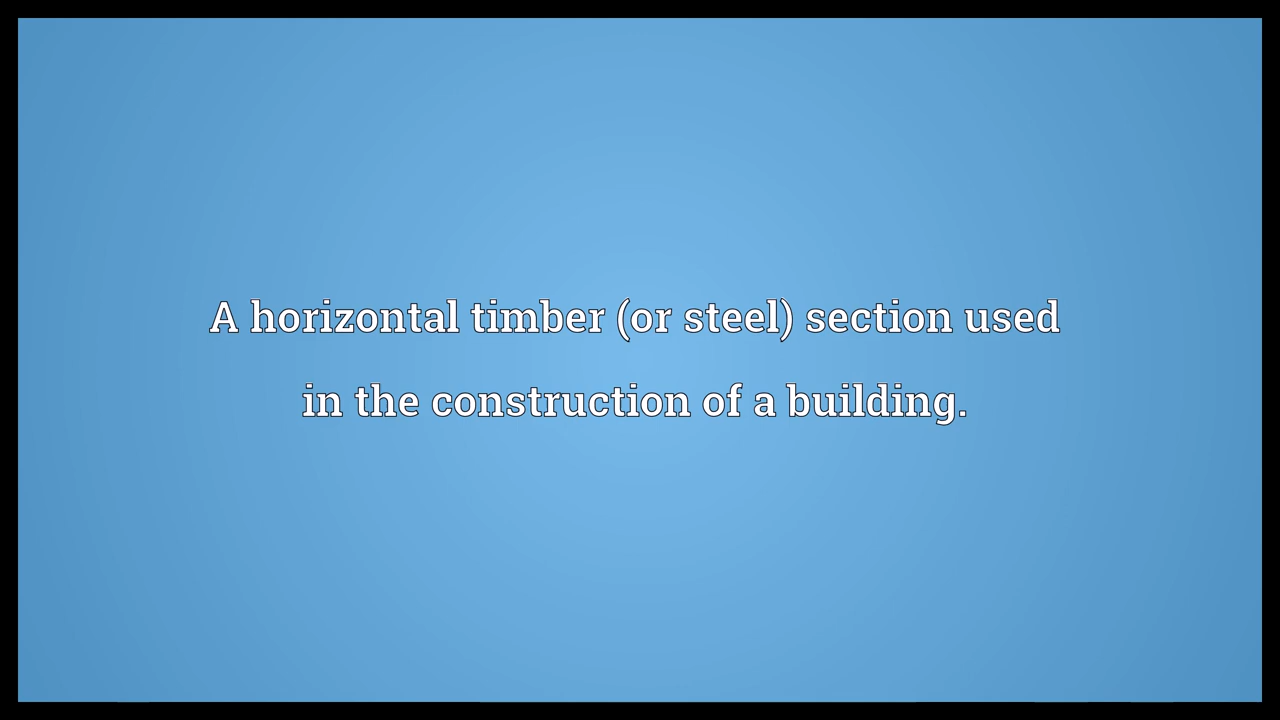 A horizontal timber (or steel) section used
in the construction of a building.